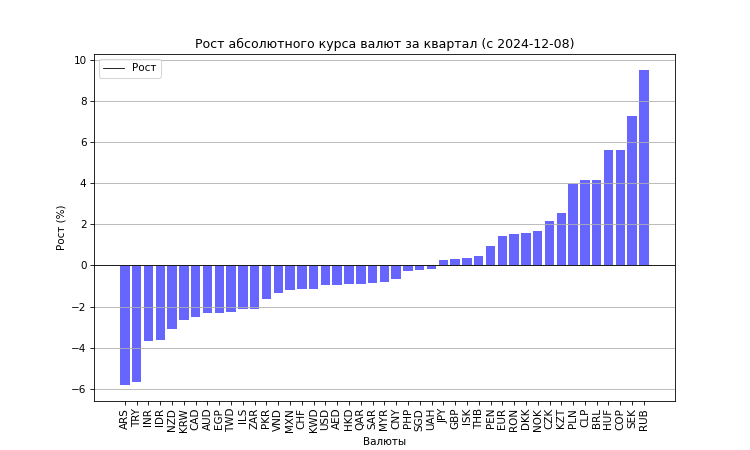 Рост абсолютного курса валют за квартал (с 2024-12-08)
Рост
10
8
6
4
2
0
−2
−4
−6
Рост (%)
ARS TRY INR IDR NZD KRW CAD AUD EGP TWD ILS ZAR PKR VND MXN CHF KWD USD AED HKD QAR SAR MYR CNY PHP SGD UAH JPY GBP ISK THB PEN EUR RON DKK NOK CZK KZT PLN CLP BRL HUF COP SEK RUB
Валюты